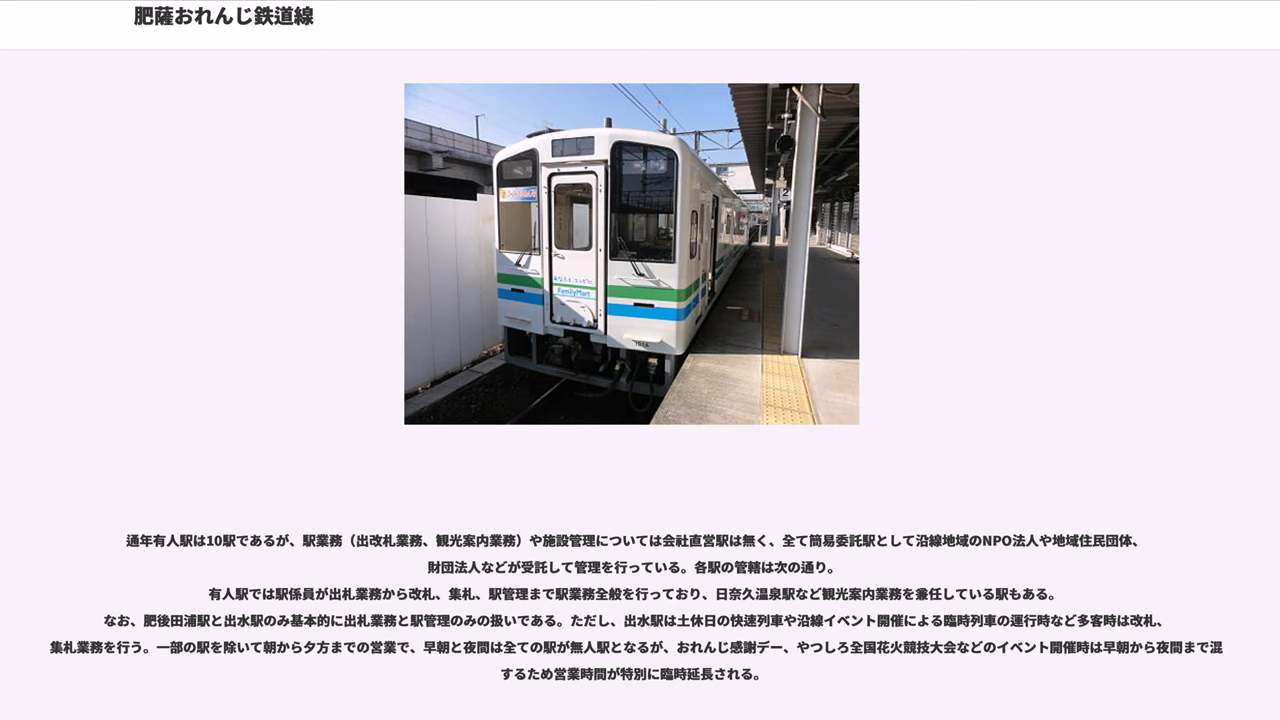 肥薩おれんじ鉄道線
FamilyMart
2
通年有人駅は10駅であるが、駅業務（出改札業務、観光案内業務）や施設管理については会社直営駅は無く、全て簡易委託駅として沿線地域のNPO法人や地域住民団体、
財団法人などが受託して管理を行っている。各駅の管轄は次の通り。
有人駅では駅係員が出札業務から改札、集札、駅管理まで駅業務全般を行っており、日奈久温泉駅など観光案内業務を兼任している駅もある。
なお、肥後田浦駅と出水駅のみ基本的に出札業務と駅管理のみの扱いである。ただし、出水駅は土休日の快速列車や沿線イベント開催による臨時列車の運行時など多客時は改札、
集札業務を行う。一部の駅を除いて朝から夕方までの営業で、早朝と夜間は全ての駅が無人駅となるが、おれんじ感謝デー、やつしろ全国花火競技大会などのイベント開催時は早朝から夜間まで混
するため営業時間が特別に臨時延長される。